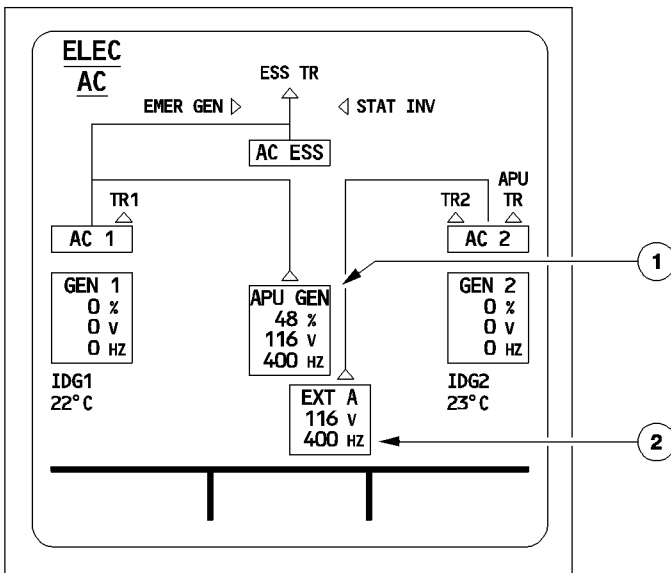 ELEC
AC
ESS TR
EMER GEN
STAT INV
AC ESS
APU
TR1
TR2
TR
AC 1
AC 2
GEN 1
0 %
0 V
0 HZ
APU GEN
48 %
116 V
400 HZ
GEN 2
0 %
0 V
0 HZ
1
IDG1
22°C
EXT A
116 V
400 HZ
IDG2
23°C
2